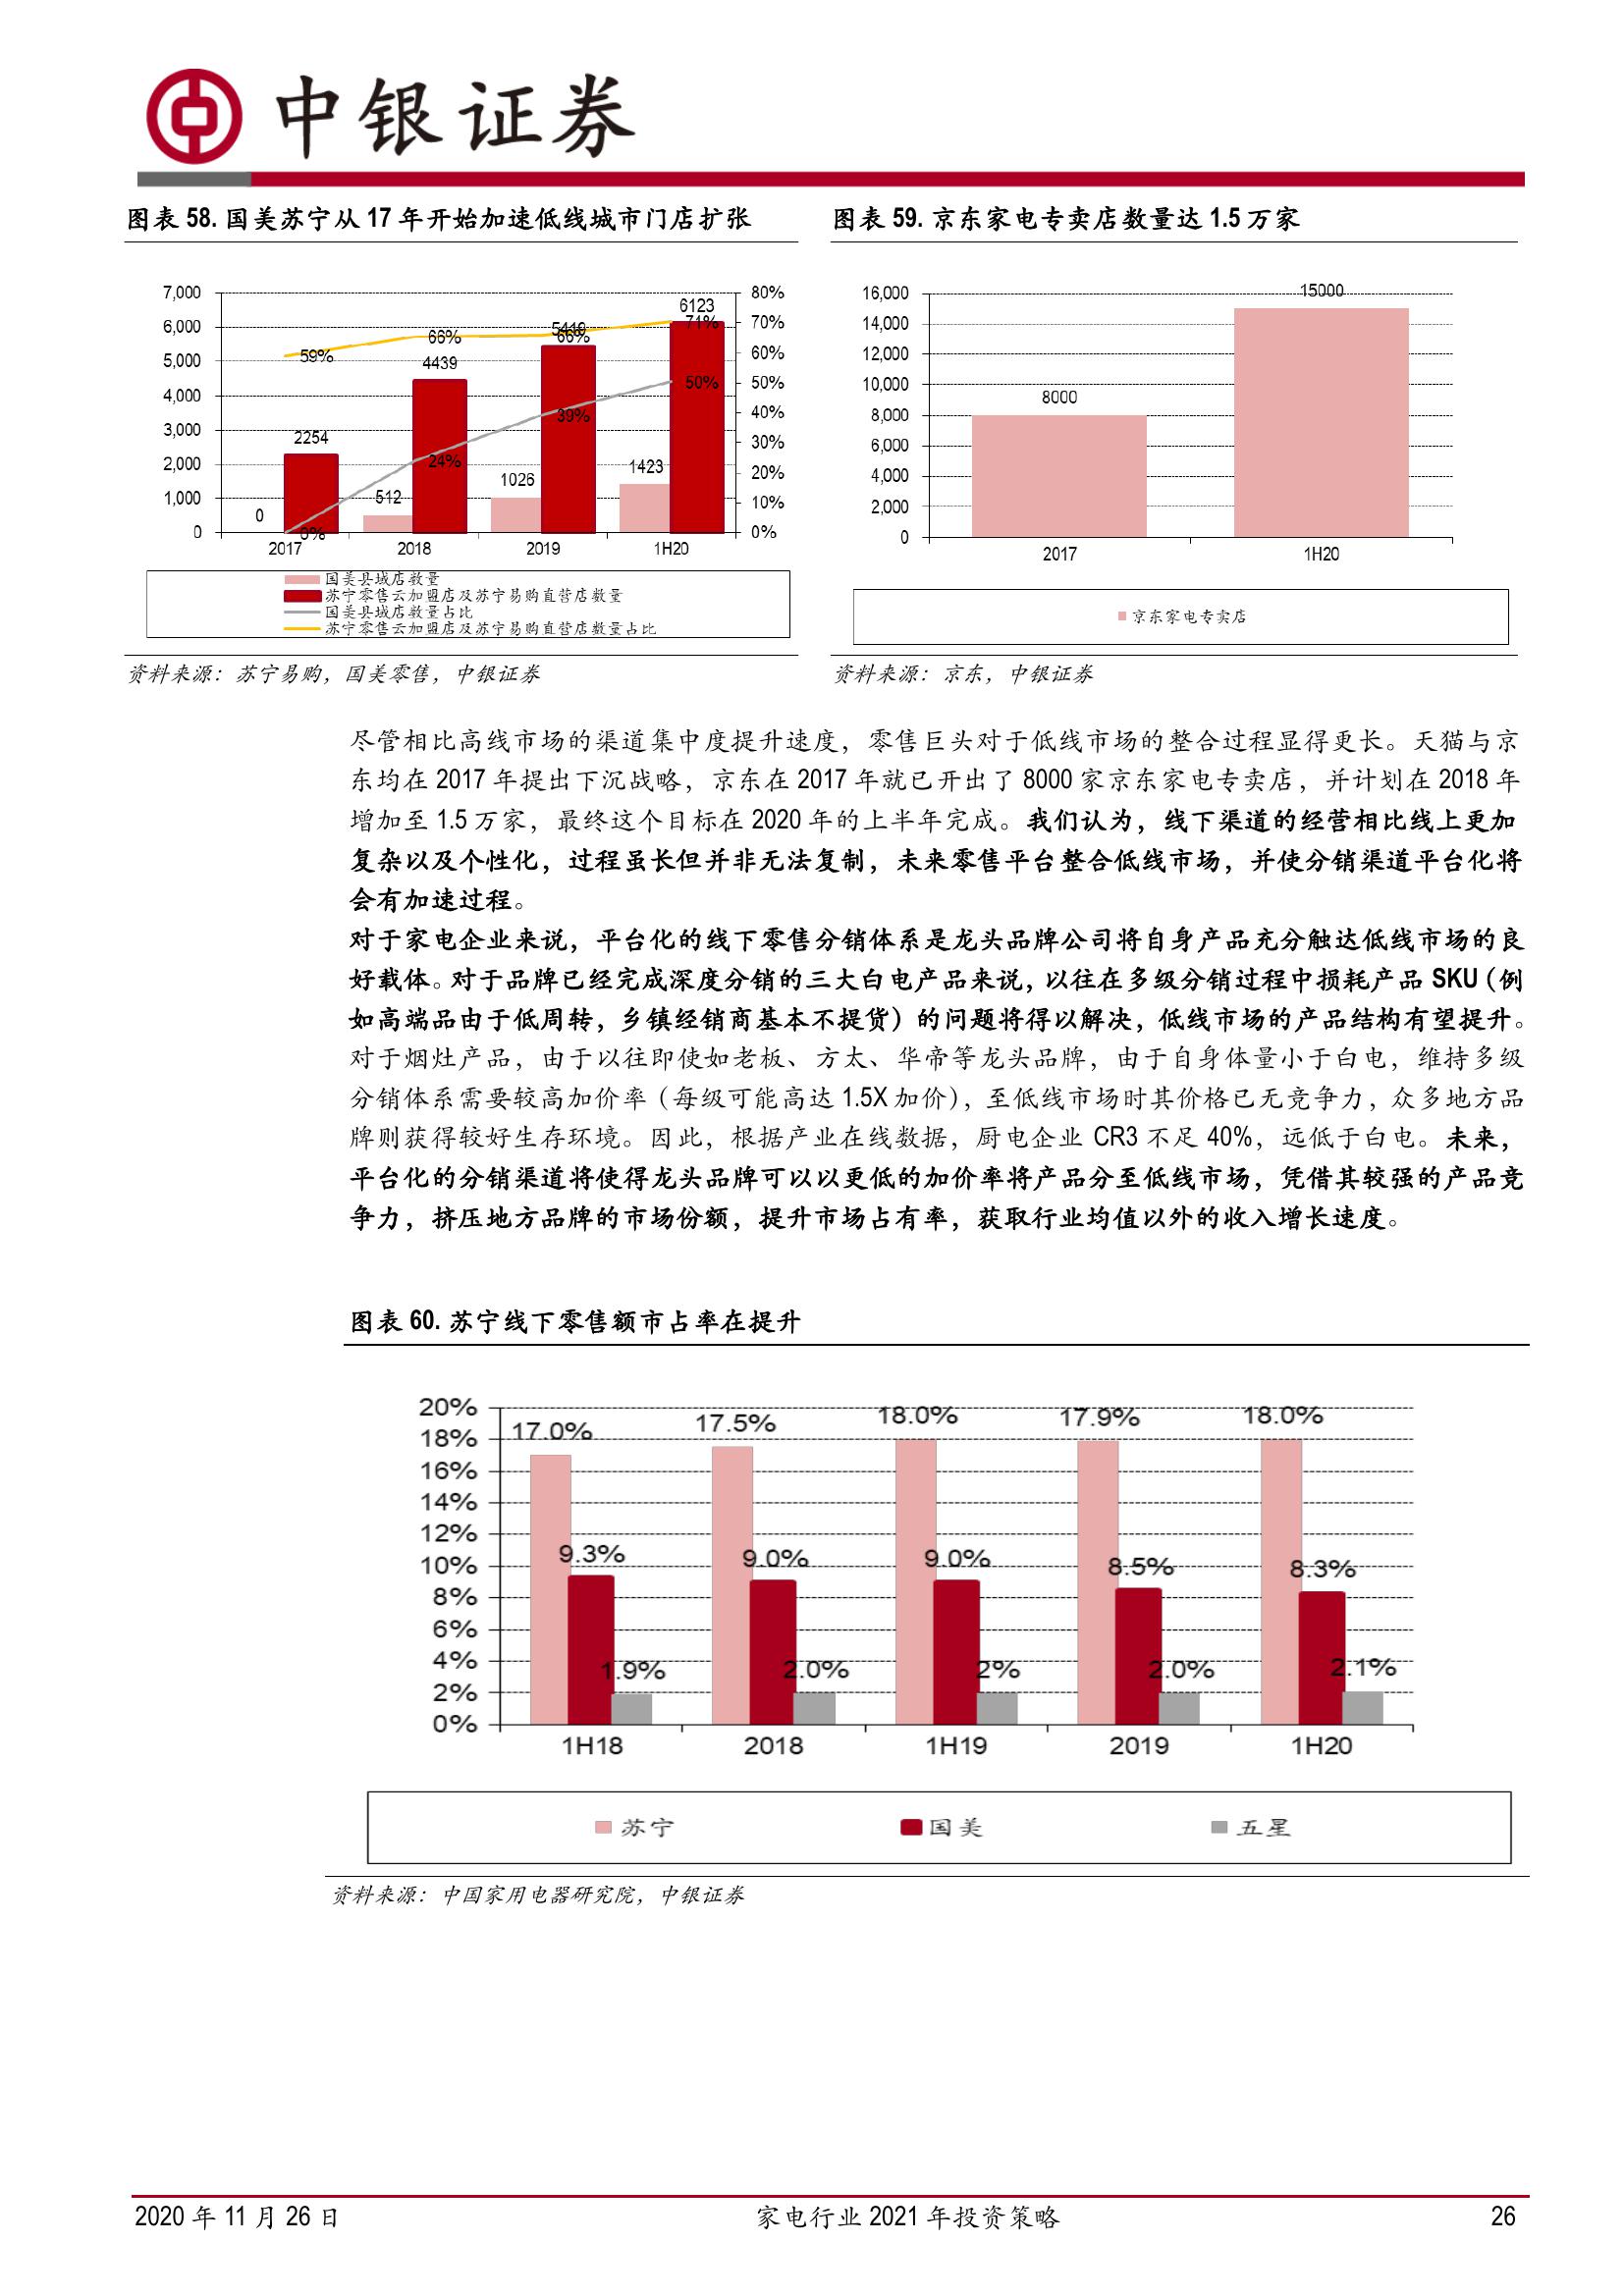 中银证券
图表 58. 国美苏宁从 17 年开始加速低线城市门店扩张
7,000
6,000
5,000
4,000
3,000
2,000
1,000
0
80%
70%
60%
50%
40%
30%
20%
10%
0%
0
2254
512
4439
1026
1423
6123
59%
66%
66%
71%
0%
24%
39%
50%
2017
2018
2019
1H20
国美县域店数量
苏宁零售云加盟店及苏宁易购直营店数量
国美县域店数量占比
苏宁零售云加盟店及苏宁易购直营店数量占比
资料来源：苏宁易购，国美零售，中银证券
图表 59. 京东家电专卖店数量达 1.5 万家
16,000
14,000
12,000
10,000
8,000
6,000
4,000
2,000
0
8000
15000
2017
1H20
京东家电专卖店
资料来源：京东，中银证券
尽管相比高线市场的渠道集中度提升速度，零售巨头对于低线市场的整合过程显得更长。天猫与京
东均在 2017 年提出下沉战略，京东在 2017 年就已开出了 8000 家京东家电专卖店，并计划在 2018 年
增加至 1.5 万家，最终这个目标在 2020 年的上半年完成。我们认为，线下渠道的经营相比线上更加
复杂以及个性化，过程虽长但并非无法复制，未来零售平台整合低线市场，并使分销渠道平台化将
会有加速过程。
对于家电企业来说，平台化的线下零售分销体系是龙头品牌公司将自身产品充分触达低线市场的良
好载体。对于品牌已经完成深度分销的三大白电产品来说，以往在多级分销过程中损耗产品 SKU（例
如高端品由于低周转，乡镇经销商基本不提货）的问题将得以解决，低线市场的产品结构有望提升。
对于烟灶产品，由于以往即使如老板、方太、华帝等龙头品牌，由于自身体量小于白电，维持多级
分销体系需要较高加价率（每级可能高达 1.5X 加价），至低线市场时其价格已无竞争力，众多地方品
牌则获得较好生存环境。因此，根据产业在线数据，厨电企业 CR3 不足 40%，远低于白电。未来，
平台化的分销渠道将使得龙头品牌可以以更低的加价率将产品分至低线市场，凭借其较强的产品竞
争力，挤压地方品牌的市场份额，提升市场占有率，获取行业均值以外的收入增长速度。
图表 60. 苏宁线下零售额市占率在提升
20%
18%
16%
14%
12%
10%
8%
6%
4%
2%
0%
17.0%
17.5%
18.0%
17.9%
18.0%
9.3%
9.0%
9.0%
8.5%
8.3%
1.9%
2.0%
2%
2.0%
2.1%
1H18
2018
1H19
2019
1H20
苏宁
国美
五星
资料来源：中国家用电器研究院，中银证券
2020 年 11 月 26 日
家电行业 2021 年投资策略
26